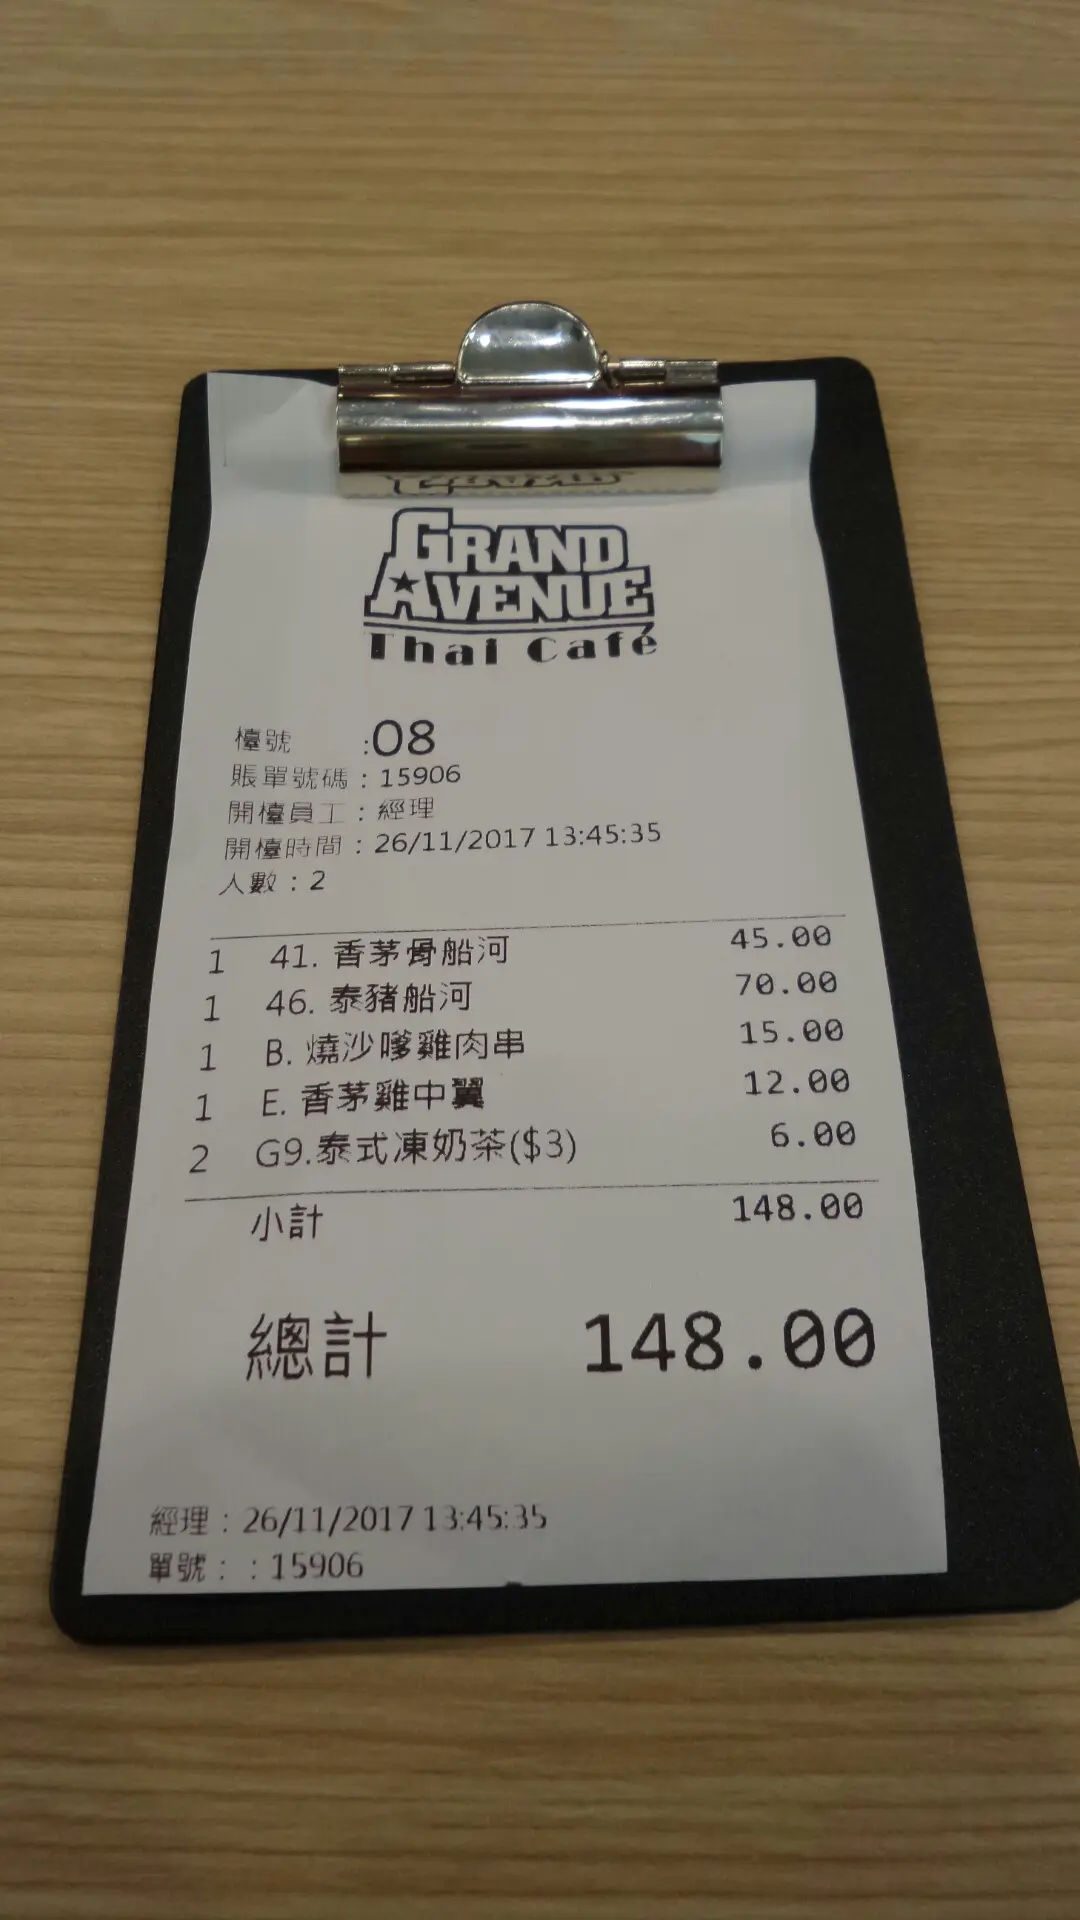 GRAND
AVENUE
Thai Café
檯號 :08
賬單號碼 : 15906
開檯員工 : 經理
開檯時間 : 26/11/2017 13:45:35
人數 : 2
1 41. 香茅骨船河 45.00
1 46. 泰豬船河 70.00
1 B. 燒沙嗲雞肉串 15.00
1 E. 香茅雞中翼 12.00
2 G9.泰式凍奶茶($3) 6.00
小計 148.00
總計 148.00
經理 : 26/11/2017 13:45:35
單號 : : 15906